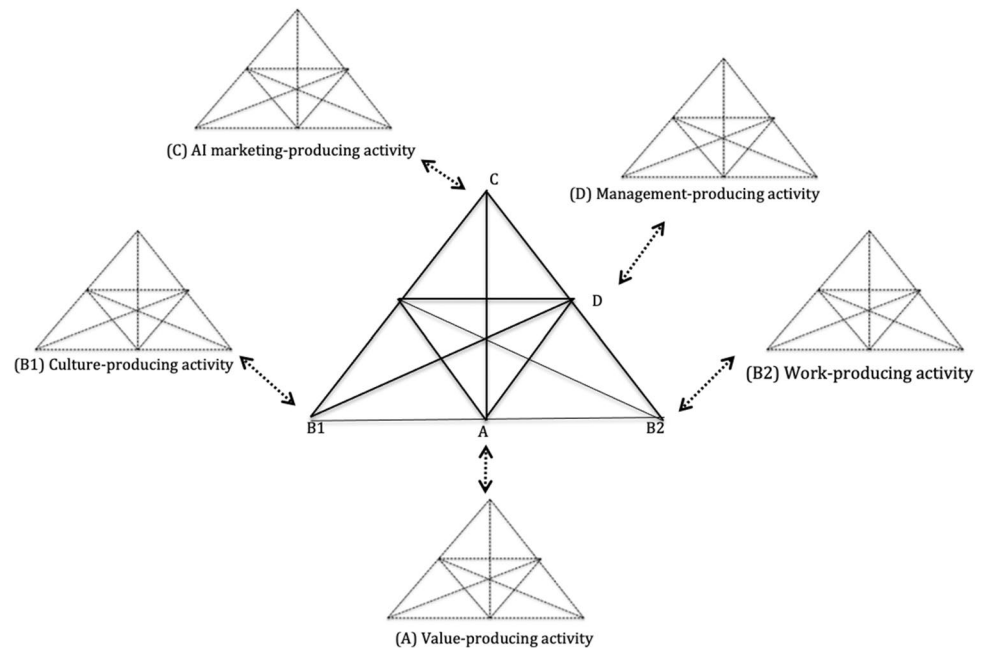 (C) AI marketing-producing activity
C
(D) Management-producing activity
D
(B1) Culture-producing activity
(B2) Work-producing activity
B1
A
B2
(A) Value-producing activity